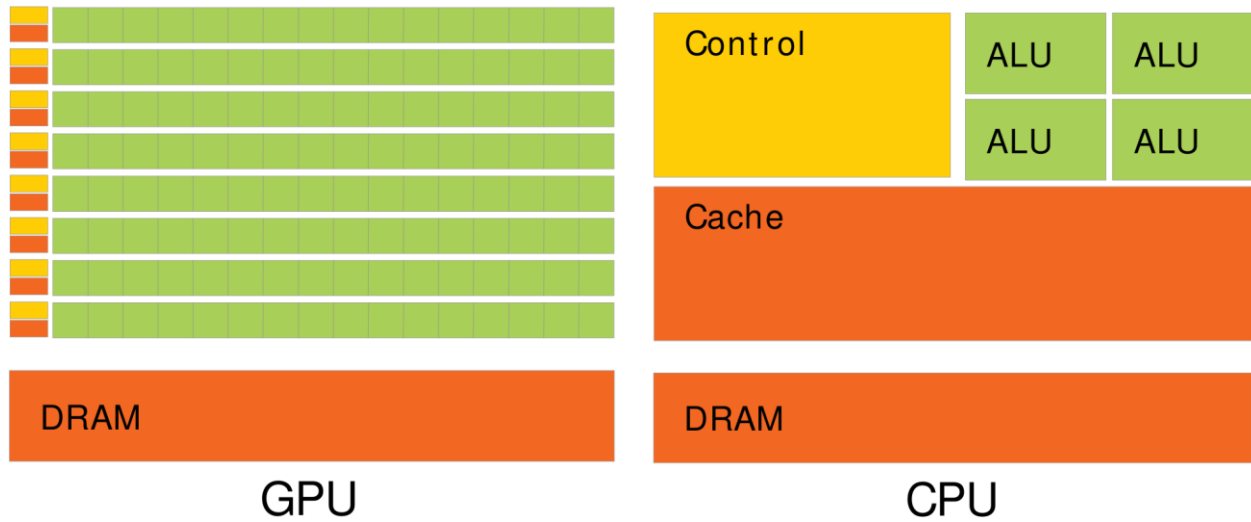 Control
ALU ALU
ALU ALU
Cache
DRAM
DRAM
GPU
CPU